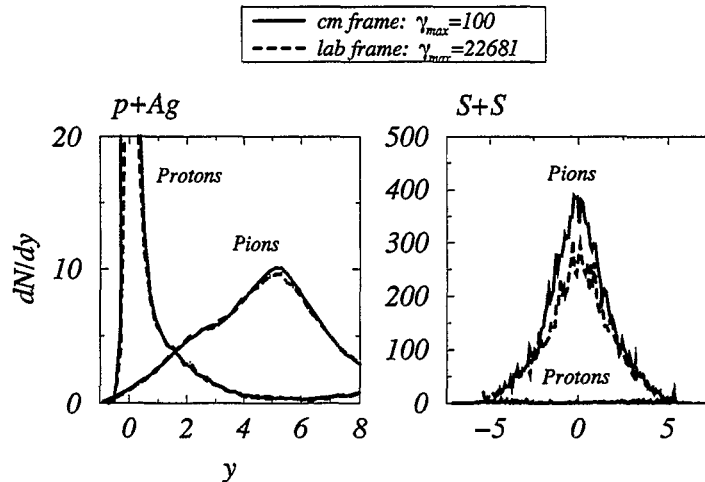 cm frame: γmax=100
lab frame: γmax=22681
p+Ag
S+S
20
10
0
Protons
Pions
dN/dy
0 2 4 6 8
y
500
400
300
200
100
0
Pions
Protons
−5 0 5